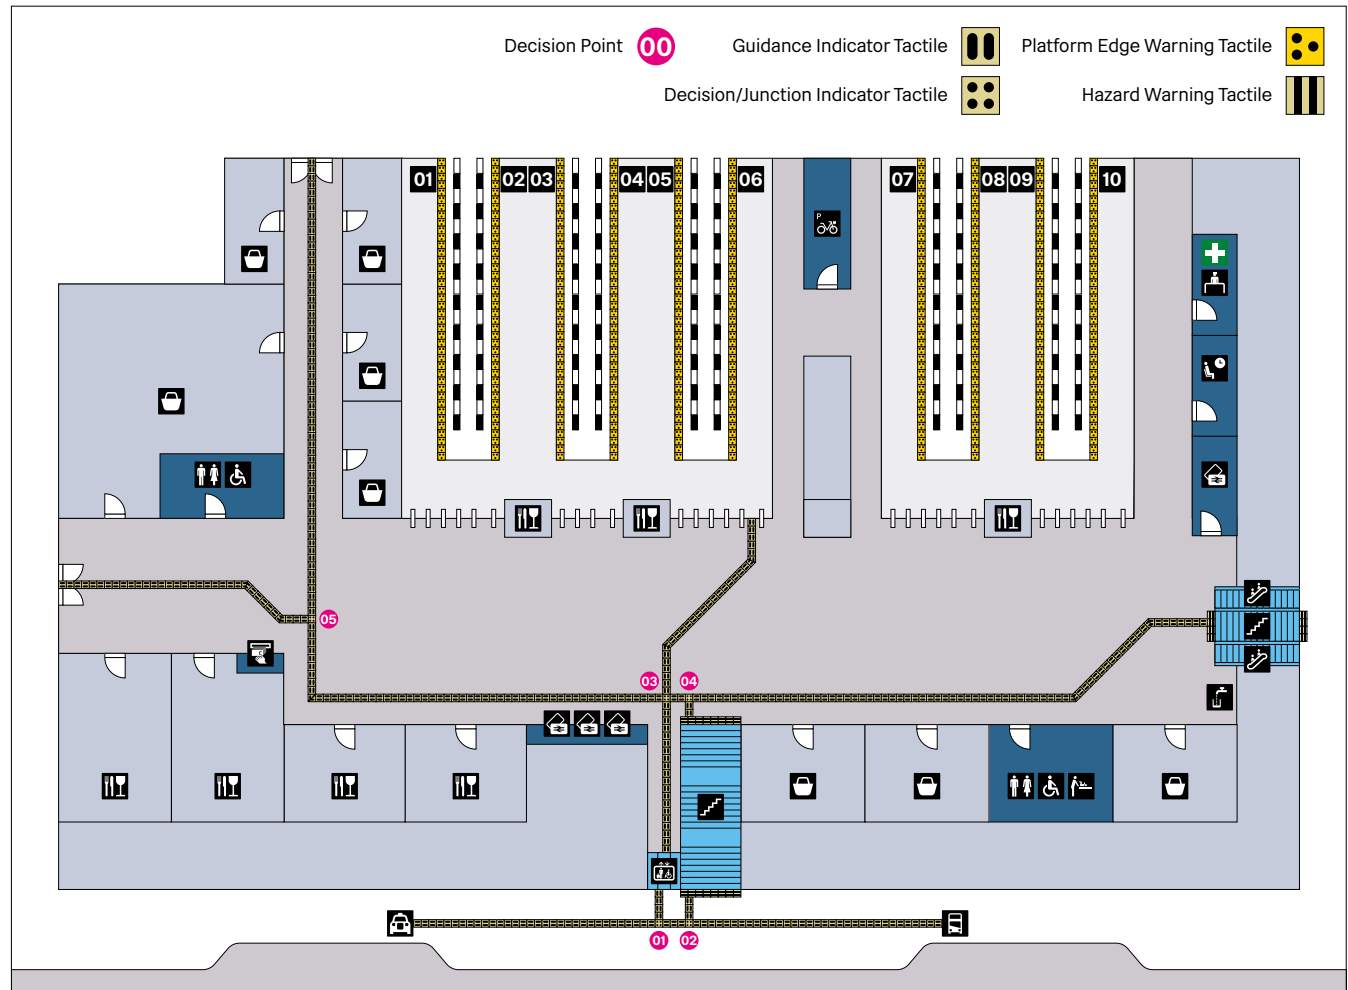 Decision Point 00 Guidance Indicator Tactile Platform Edge Warning Tactile
Decision/Junction Indicator Tactile Hazard Warning Tactile
01 02 03 04 05 06 07 08 09 10
P
05
03 04
01 02